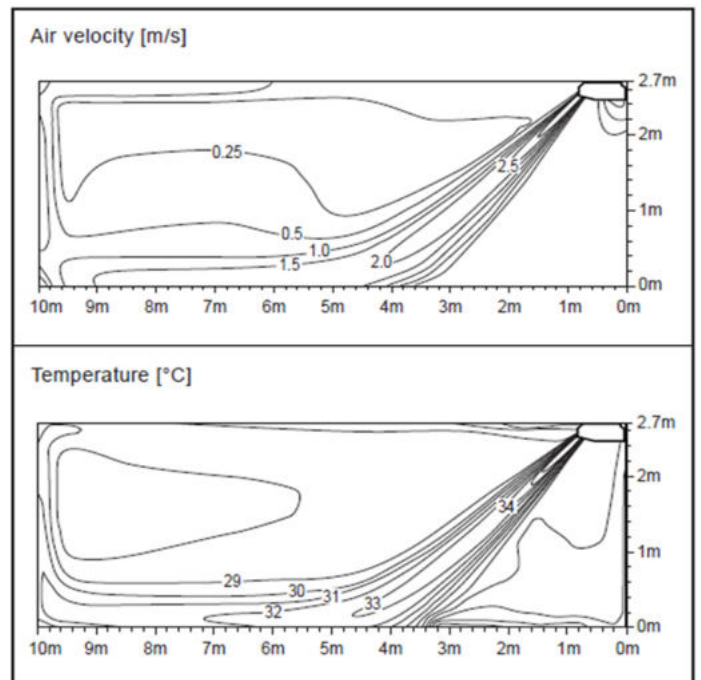 Air velocity [m/s]
2.7m
2m
0.25
2.5
1m
0.5
1.0
1.5
2.0
0m
10m 9m 8m 7m 6m 5m 4m 3m 2m 1m 0m
Temperature [°C]
2.7m
2m
34
1m
29
30
31
33
32
0m
10m 9m 8m 7m 6m 5m 4m 3m 2m 1m 0m